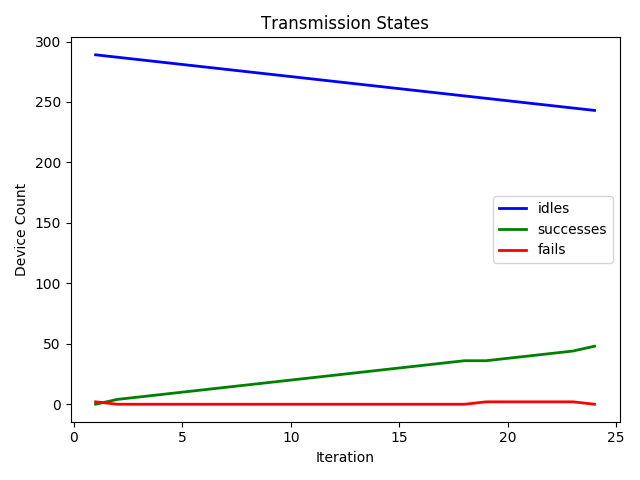 Transmission States
300
250
200
150
100
50
0
Device Count
idles
successes
fails
0 5 10 15 20 25
Iteration